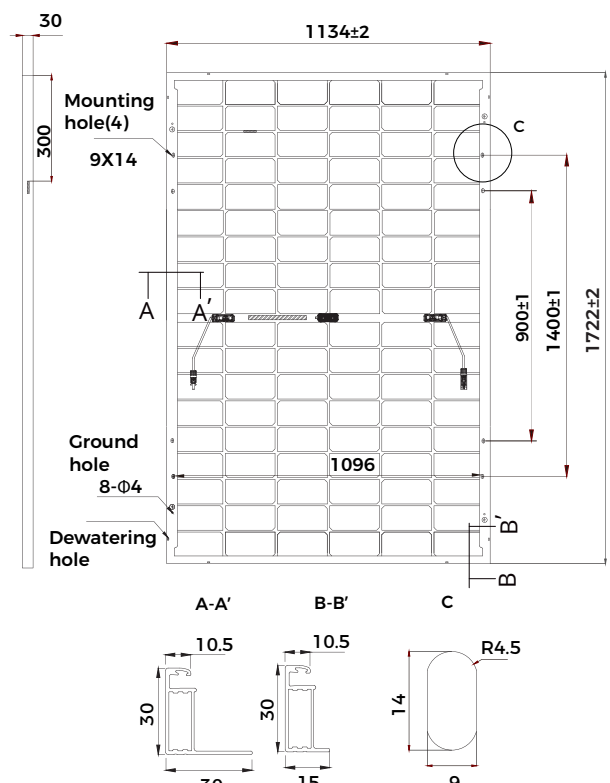 30
1134±2
300
Mounting
hole(4)
9X14
C
A
A'
900±1
1400±1
1722±2
Ground
hole
8-Φ4
1096
Dewatering
hole
B'
B
A-A'
B-B'
C
10.5
30
30
10.5
30
15
R4.5
14
9